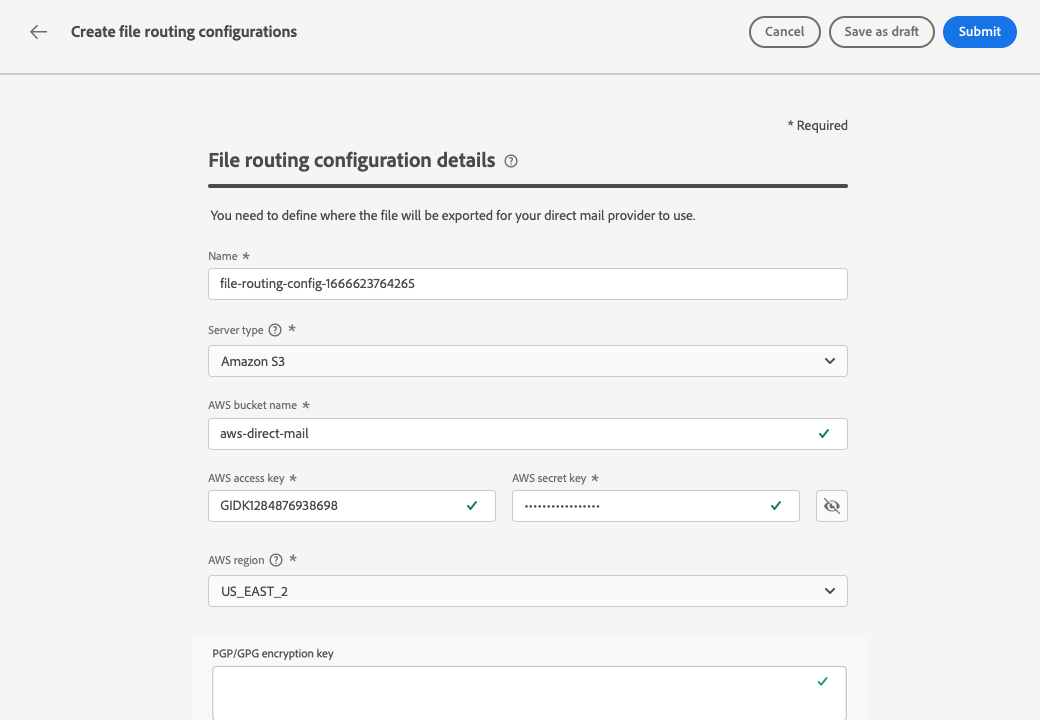 Create file routing configurations
Cancel
Save as draft
Submit
* Required
File routing configuration details
You need to define where the file will be exported for your direct mail provider to use.
Name *
file-routing-config-1666623764265
Server type *
Amazon S3
AWS bucket name *
aws-direct-mail
AWS access key *
AWS secret key *
GIDK1284876938698
•••••••••••••••••
AWS region *
US_EAST_2
PGP/GPG encryption key